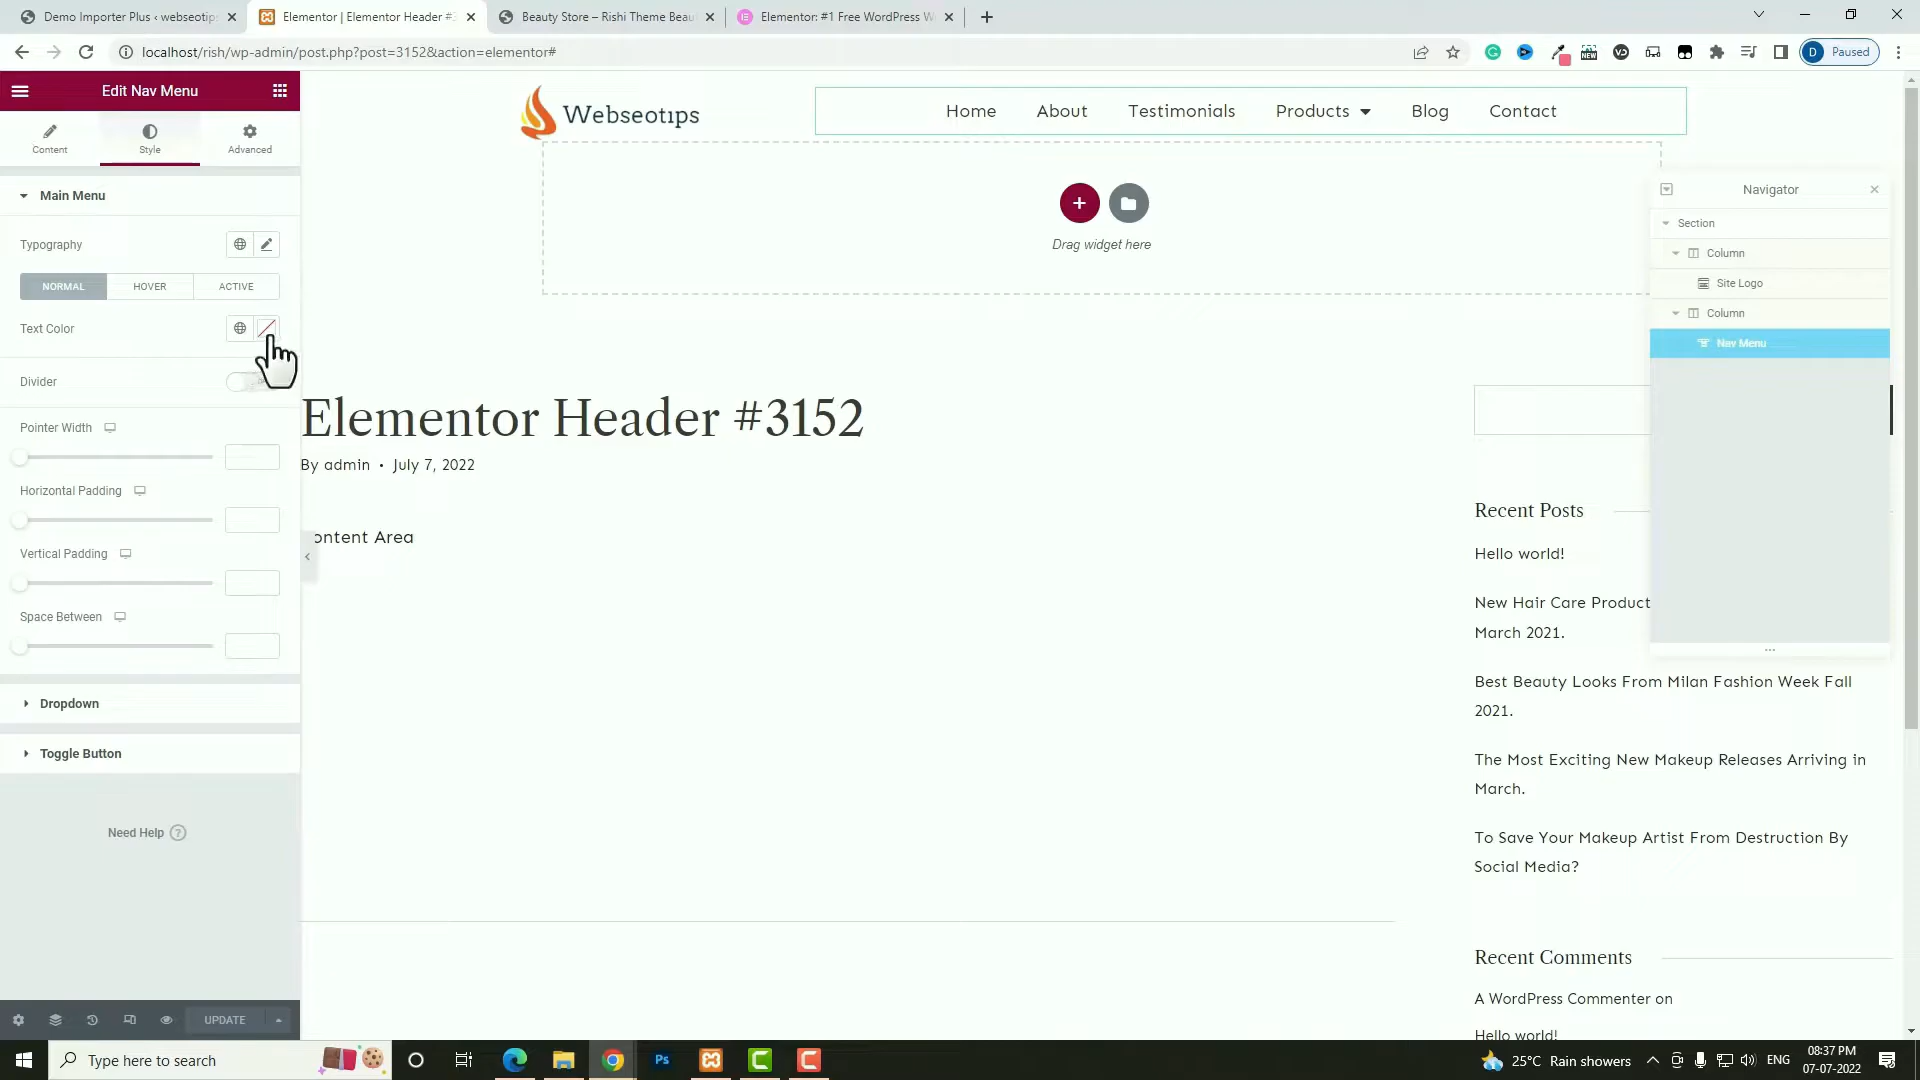 Demo Importer Plus ‹ webseotips
Elementor | Elementor Header #3
Beauty Store – Rishi Theme Beau
Elementor: #1 Free WordPress W
localhost/rish/wp-admin/post.php?post=3152&action=elementor#
NEW
D Paused
Edit Nav Menu
Content
Style
Advanced
Main Menu
Typography
NORMAL
HOVER
ACTIVE
Text Color
Divider
Pointer Width
Horizontal Padding
Vertical Padding
Space Between
Dropdown
Toggle Button
Need Help ?
UPDATE
Webseotips
Home
About
Testimonials
Products
Blog
Contact
Drag widget here
Elementor Header #3152
By admin • July 7, 2022
ontent Area
Navigator
Section
Column
Site Logo
Column
Nav Menu
Recent Posts
Hello world!
New Hair Care Product
March 2021.
Best Beauty Looks From Milan Fashion Week Fall
2021.
The Most Exciting New Makeup Releases Arriving in
March.
To Save Your Makeup Artist From Destruction By
Social Media?
Recent Comments
A WordPress Commenter on
Hello world!
Type here to search
Ps
25°C Rain showers
ENG
08:37 PM
07-07-2022